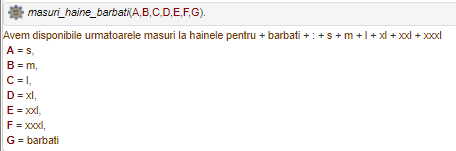 masuri_haine_barbati(A,B,C,D,E,F,G).
Avem disponibile urmatoarele masuri la hainele pentru + barbati + : + s + m + l + xl + xxl + xxxl
A = s,
B = m,
C = l,
D = xl,
E = xxl,
F = xxxl,
G = barbati